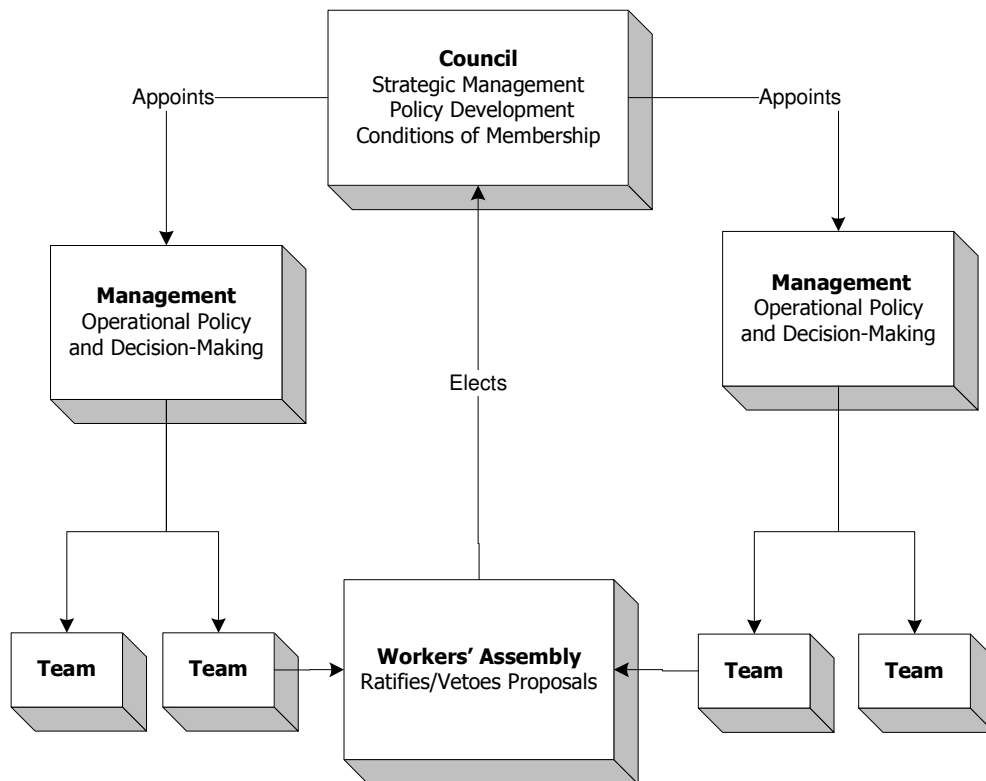 Council
Strategic Management
Policy Development
Conditions of Membership
Appoints
Appoints
Management
Operational Policy
and Decision-Making
Management
Operational Policy
and Decision-Making
Elects
Team
Team
Workers’ Assembly
Ratifies/Vetoes Proposals
Team
Team